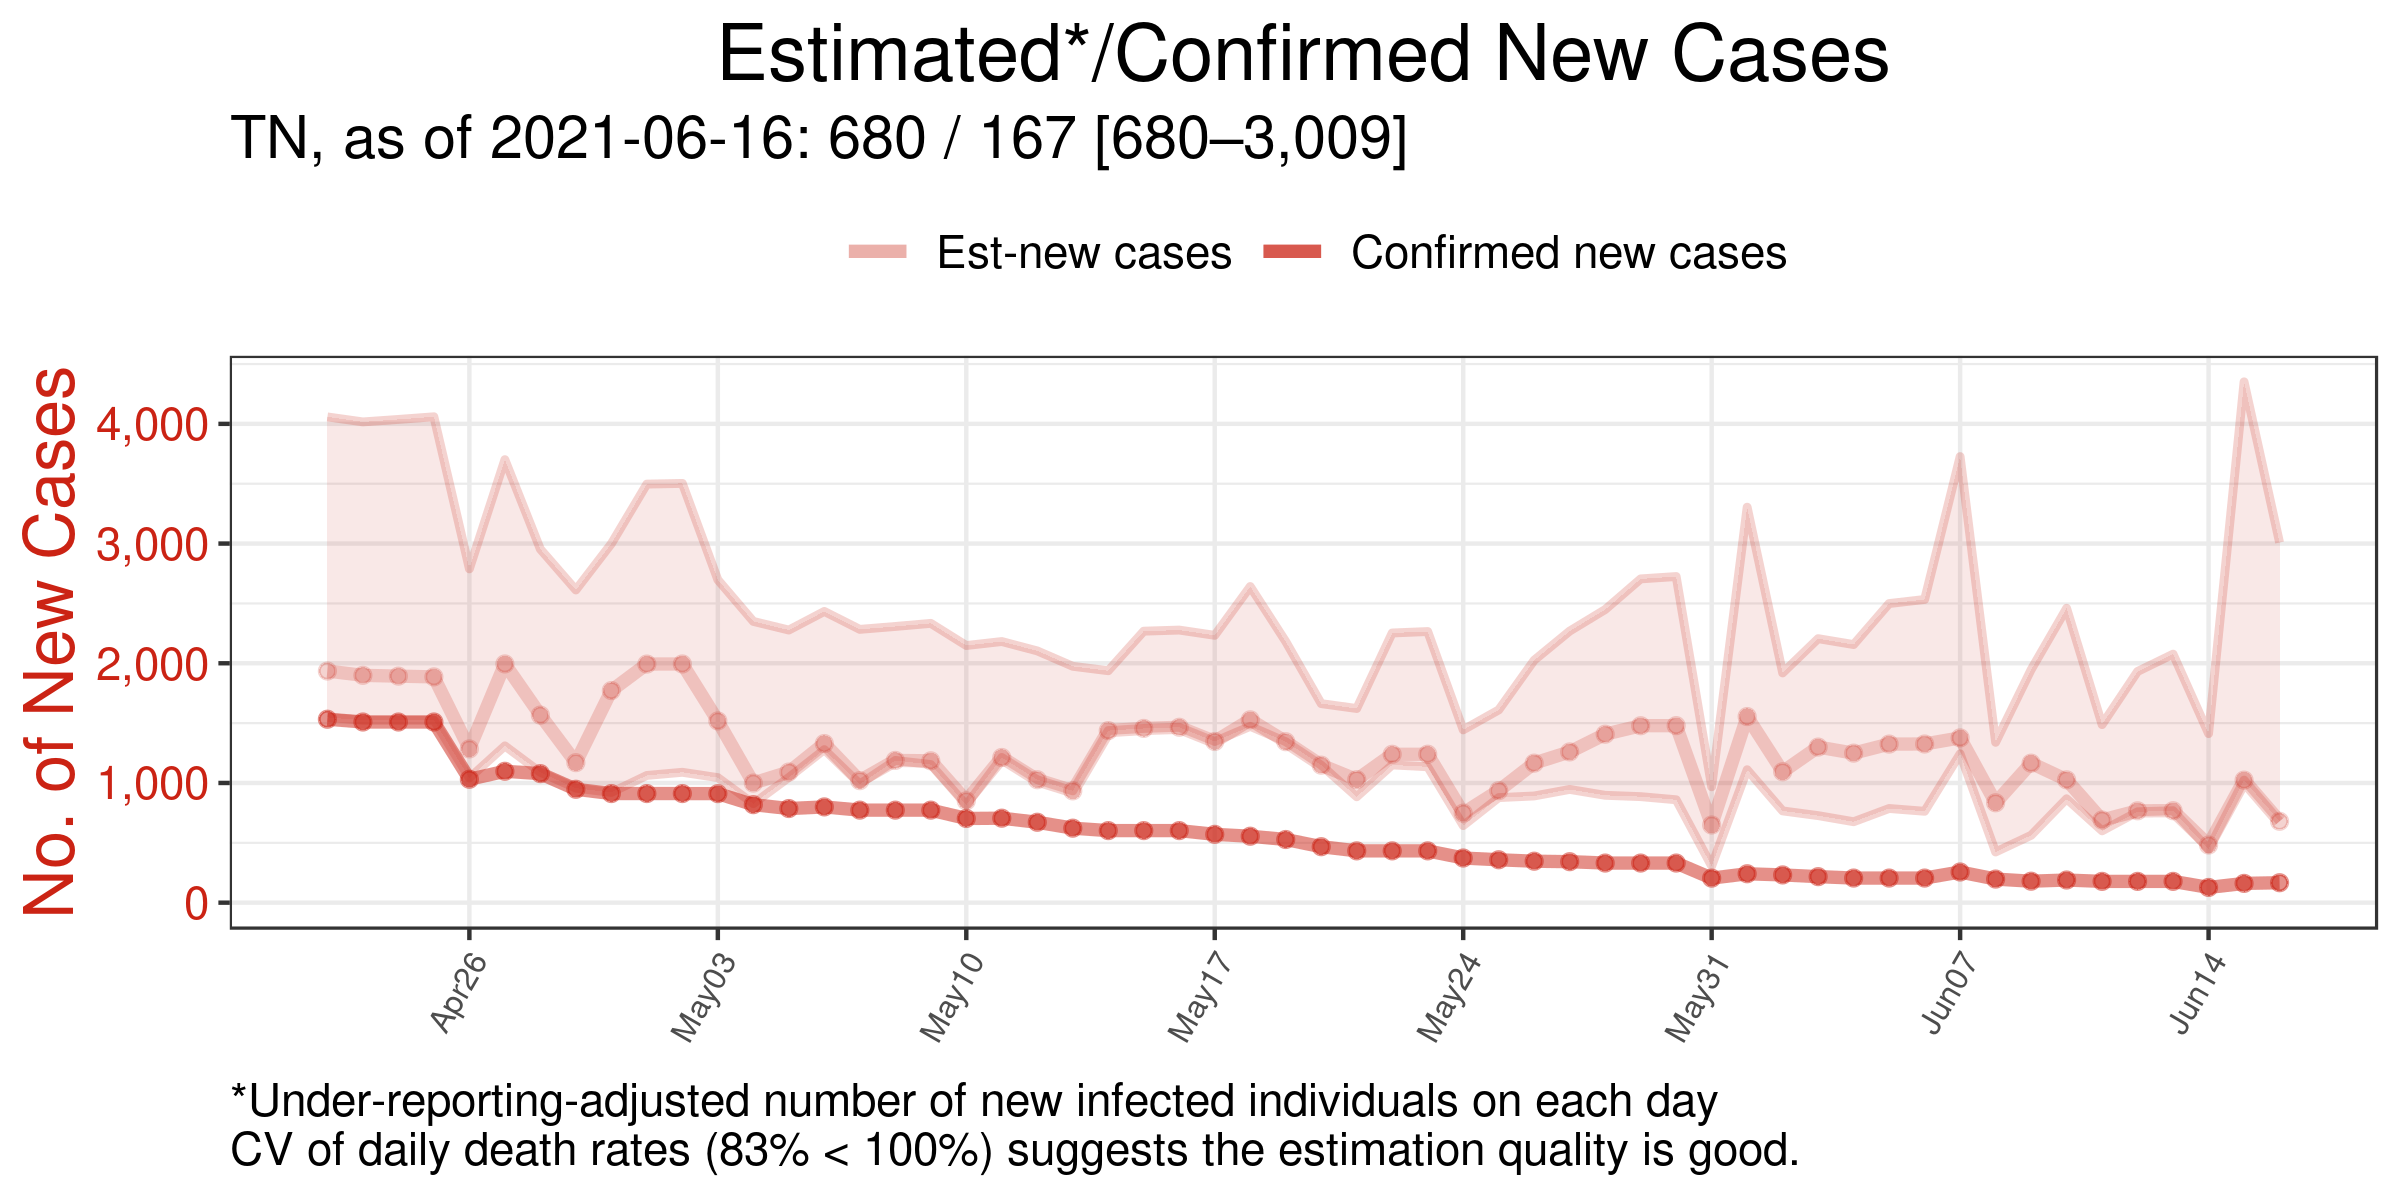 Estimated*/Confirmed New Cases
TN, as of 2021-06-16: 680 / 167 [680–3,009]
Est-new cases
Confirmed new cases
No. of New Cases
4,000
3,000
2,000
1,000
0
Apr26
May03
May10
May17
May24
May31
Jun07
Jun14
*Under-reporting-adjusted number of new infected individuals on each day
CV of daily death rates (83% < 100%) suggests the estimation quality is good.